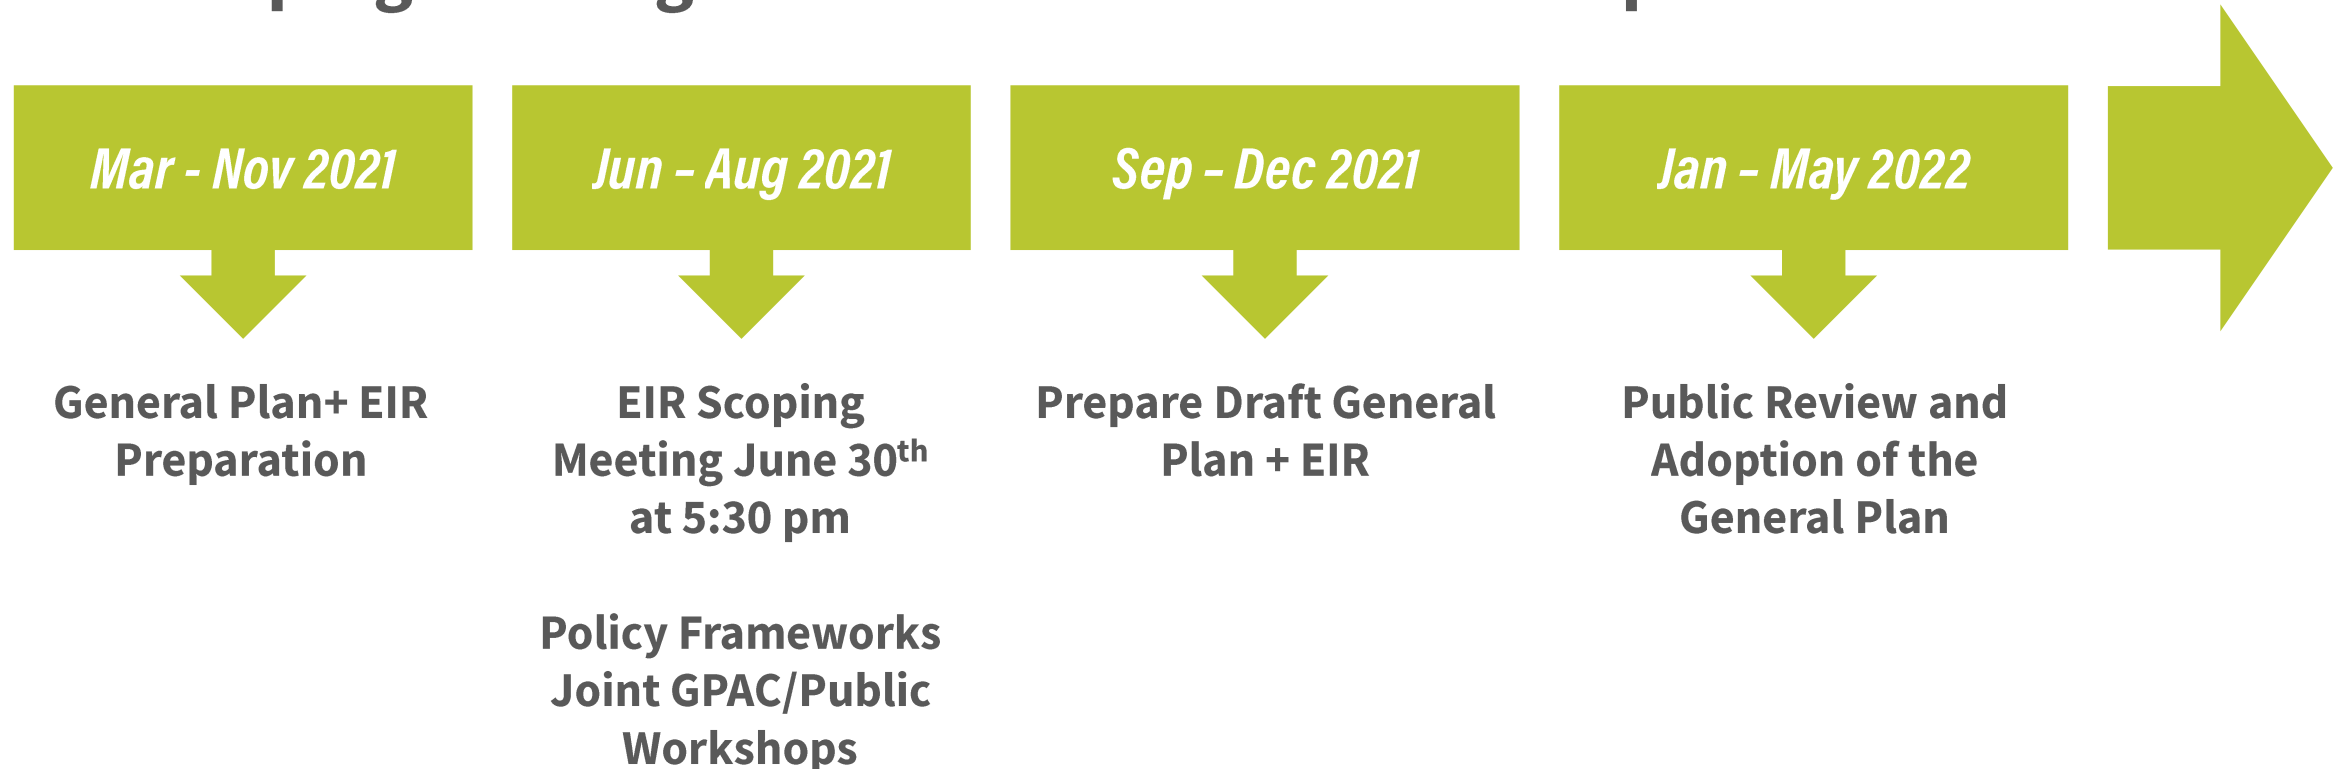 Mar - Nov 2021
Jun – Aug 2021
Sep – Dec 2021
Jan – May 2022
General Plan+ EIR
Preparation
EIR Scoping
Meeting June 30th
at 5:30 pm
Policy Frameworks
Joint GPAC/Public
Workshops
Prepare Draft General
Plan + EIR
Public Review and
Adoption of the
General Plan